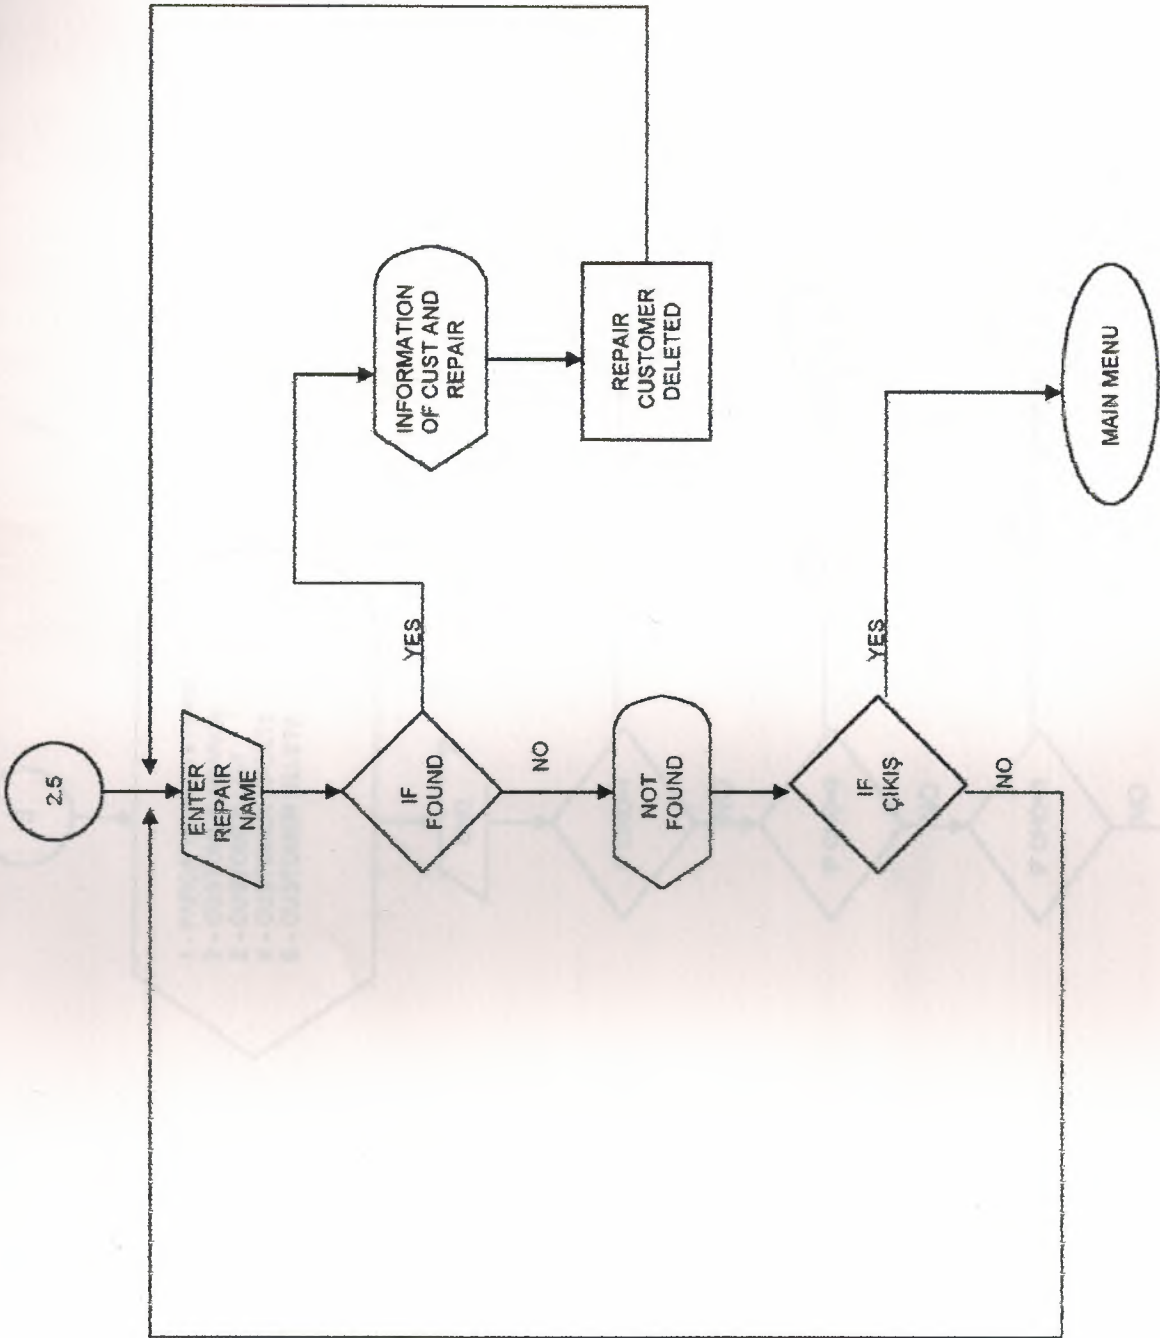 2.5
ENTER
REPAIR
NAME
IF
FOUND
YES
NO
INFORMATION
OF CUST AND
REPAIR
REPAIR
CUSTOMER
DELETED
NOT
FOUND
IF
ÇIKIŞ
YES
NO
MAIN MENU